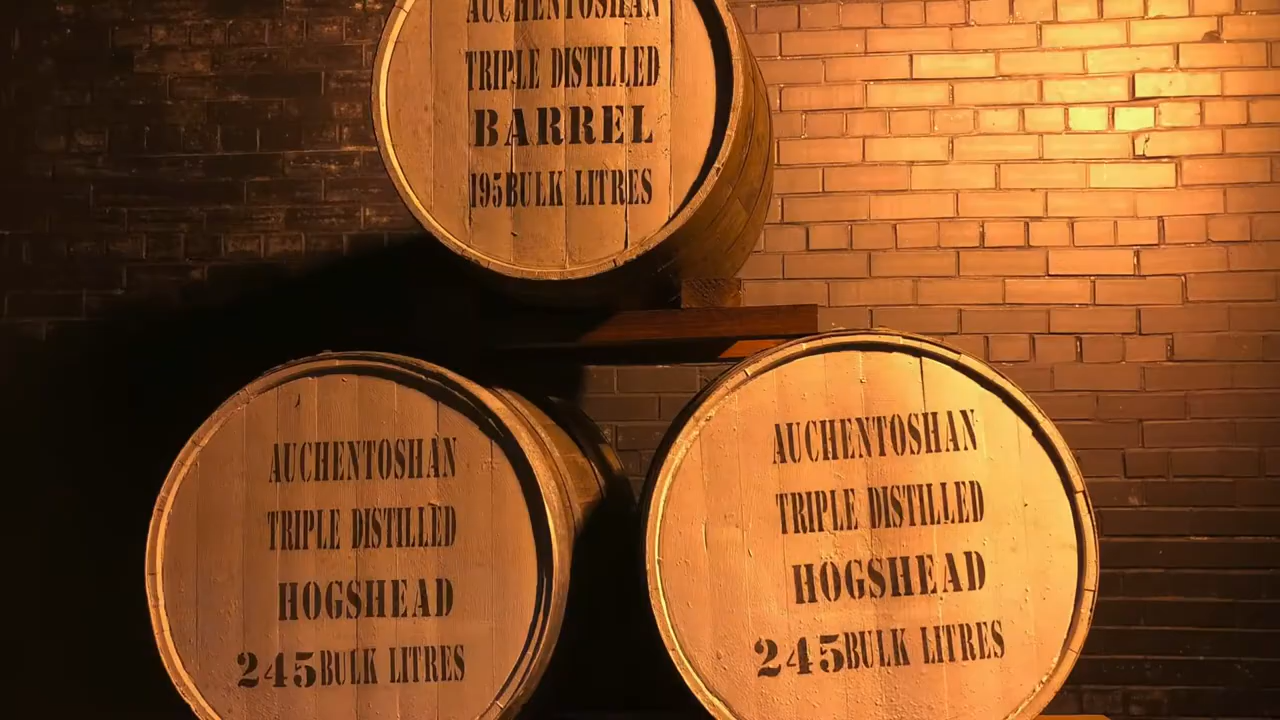 AUCHENTOSHAN
TRIPLE DISTILLED
BARREL
195BULK LITRES
AUCHENTOSHAN
TRIPLE DISTILLED
HOGSHEAD
245BULK LITRES
AUCHENTOSHAN
TRIPLE DISTILLED
HOGSHEAD
245BULK LITRES